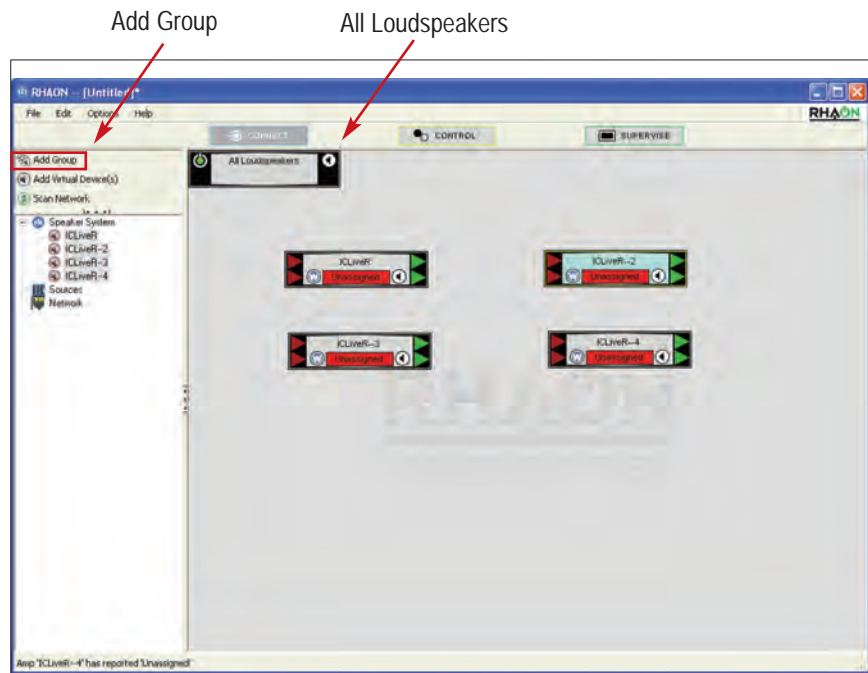 Add Group
All Loudspeakers
RHAON -- [Untitled]*
File Edit Options Help
RHAON
CONNECT
CONTROL
SUPERVISE
Add Group
All Loudspeakers
Add Virtual Device(s)
Scan Network
Speaker System
ICLiveR
ICLiveR--2
ICLiveR--3
ICLiveR--4
Sources
Network
ICLiveR
Unassigned
ICLiveR--2
Unassigned
ICLiveR--3
Unassigned
ICLiveR--4
Unassigned
RHAON
Amp 'ICLiveR--4' has reported 'Unassigned'